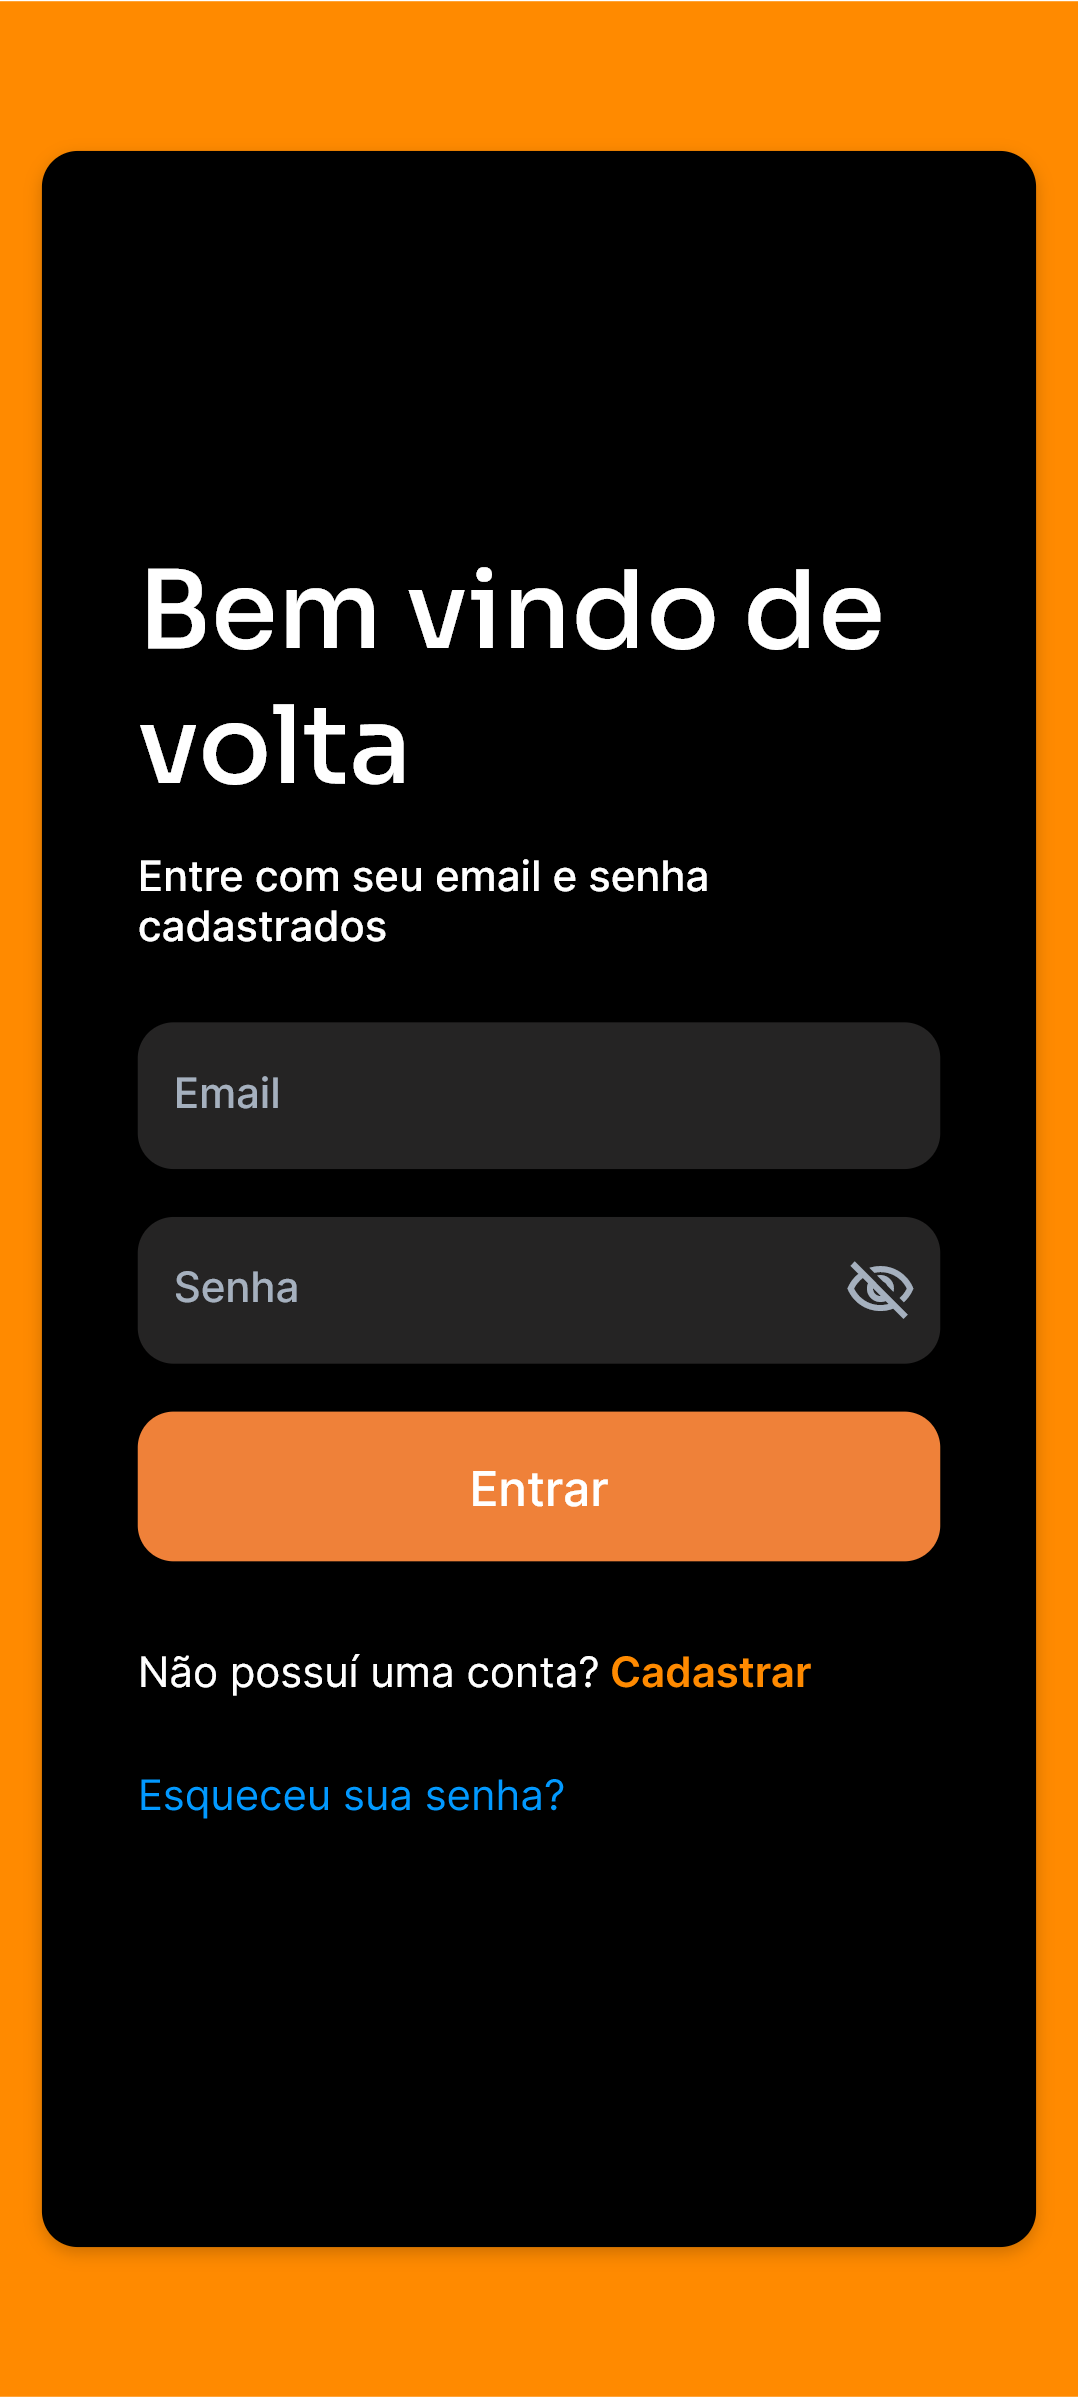 Bem vindo de
volta
Entre com seu email e senha
cadastrados
Email
Senha
Entrar
Não possuí uma conta? Cadastrar
Esqueceu sua senha?